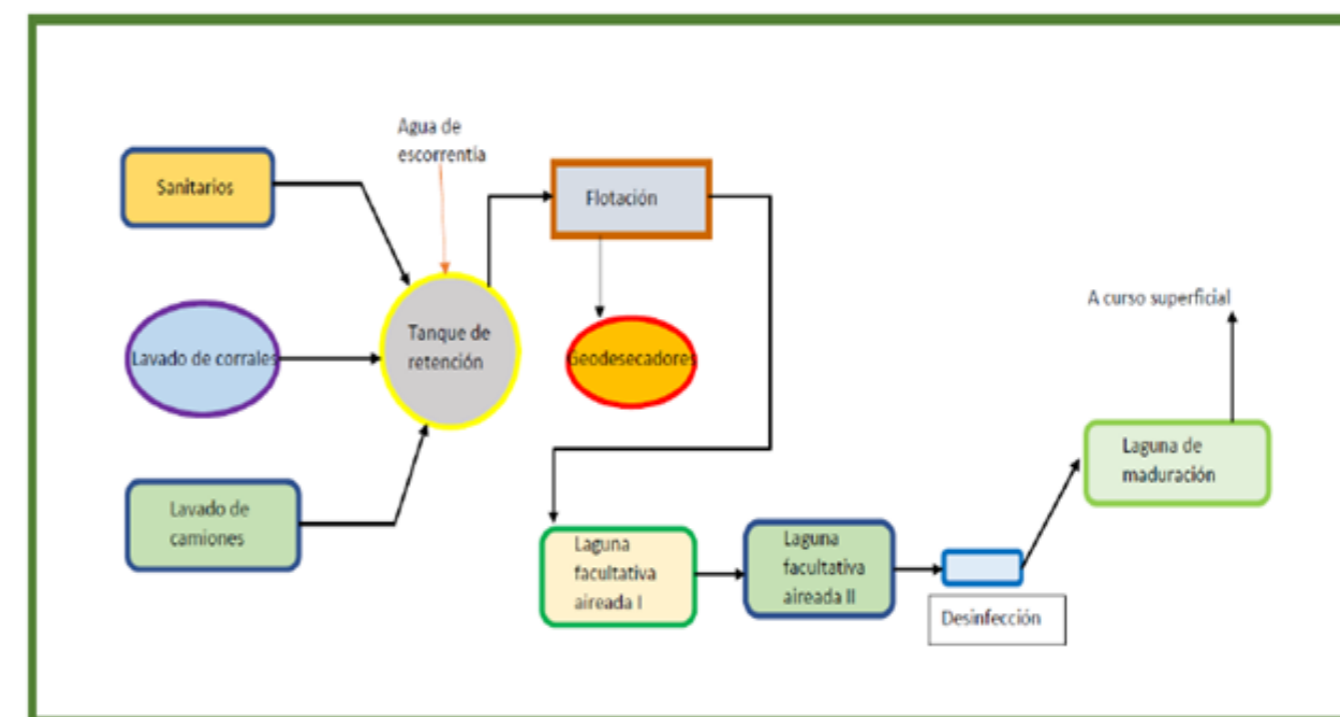 Agua de
escorrentía
Sanitarios
Flotación
A curso superficial
Tanque de
retención
Lavado de corrales
Geodesecadores
Laguna de
maduración
Lavado de
camiones
Laguna
facultativa
aireada I
Laguna
facultativa
aireada II
Desinfección